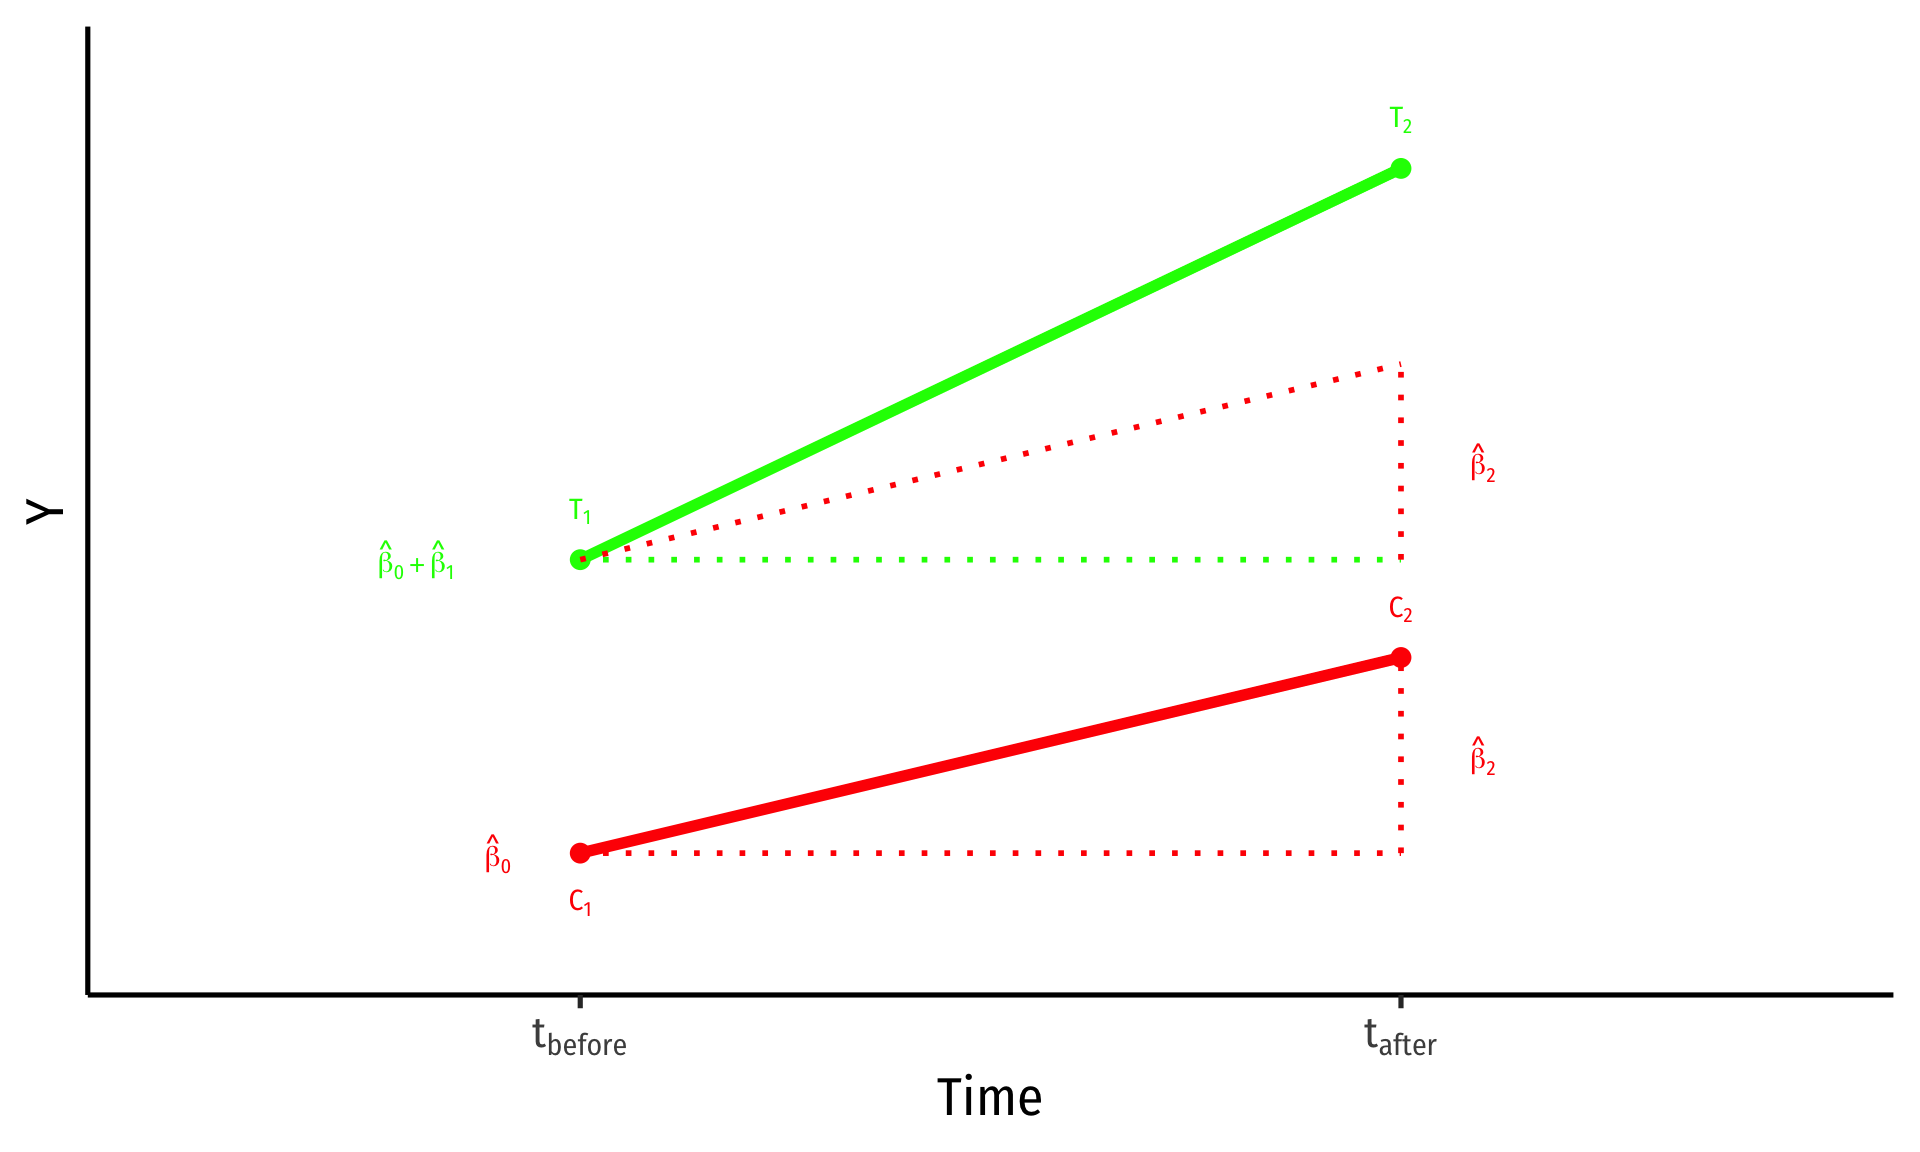 T₂
β̂₂
T₁
Y
β̂₀ + β̂₁
C₂
β̂₂
β̂₀
C₁
t_before
t_after
Time